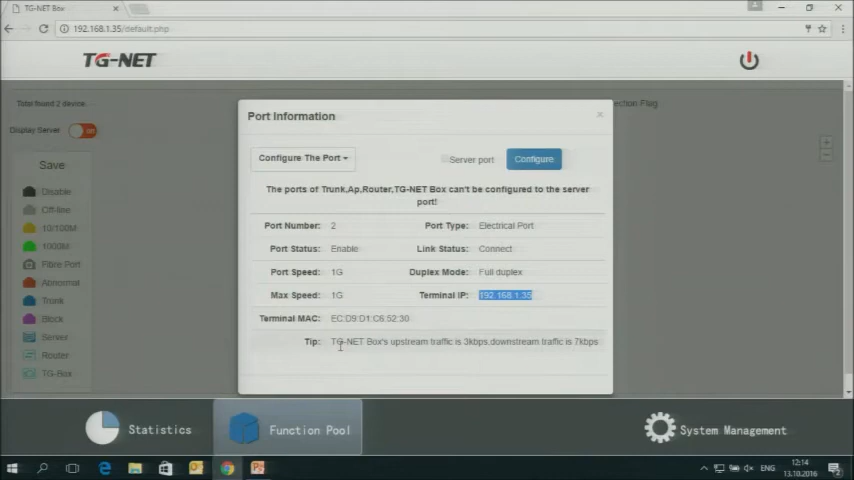 TG-NET Box
192.168.1.35/default.php
TG-NET
Total found 2 device.
ection Flag
Display Server
on
Save
Disable
Off-line
10/100M
1000M
Fibre Port
Abnormal
Trunk
Block
Server
Router
TG-Box
Port Information
×
Configure The Port
Server port
Configure
The ports of Trunk,Ap,Router,TG-NET Box can't be configured to the server
port!
Port Number: 2
Port Type: Electrical Port
Port Status: Enable
Link Status: Connect
Port Speed: 1G
Duplex Mode: Full duplex
Max Speed: 1G
Terminal IP: 192.168.1.35
Terminal MAC: EC:D9:D1:C6:52:30
Tip: TG-NET Box's upstream traffic is 3kbps,downstream traffic is 7kbps
Statistics
Function Pool
System Management
ENG
12:14
13.10.2016